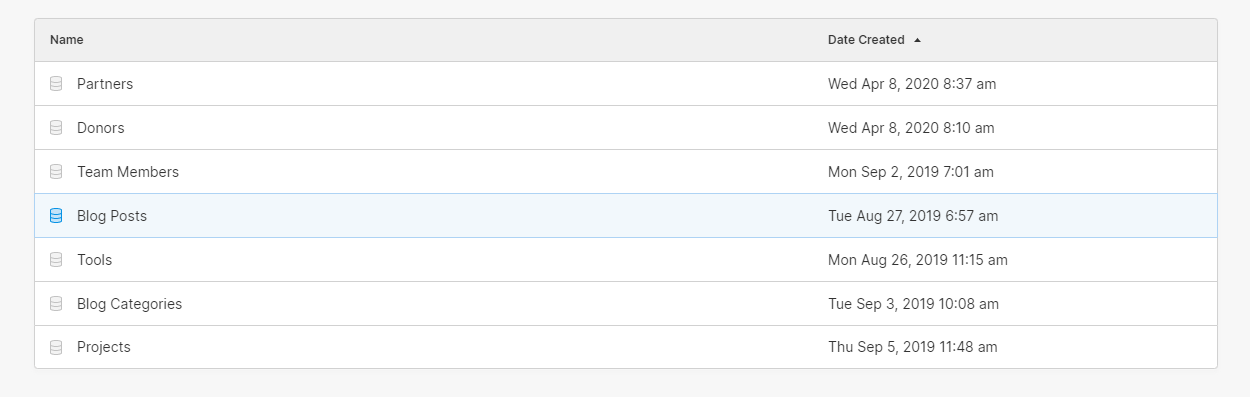 Name Date Created
Partners Wed Apr 8, 2020 8:37 am
Donors Wed Apr 8, 2020 8:10 am
Team Members Mon Sep 2, 2019 7:01 am
Blog Posts Tue Aug 27, 2019 6:57 am
Tools Mon Aug 26, 2019 11:15 am
Blog Categories Tue Sep 3, 2019 10:08 am
Projects Thu Sep 5, 2019 11:48 am